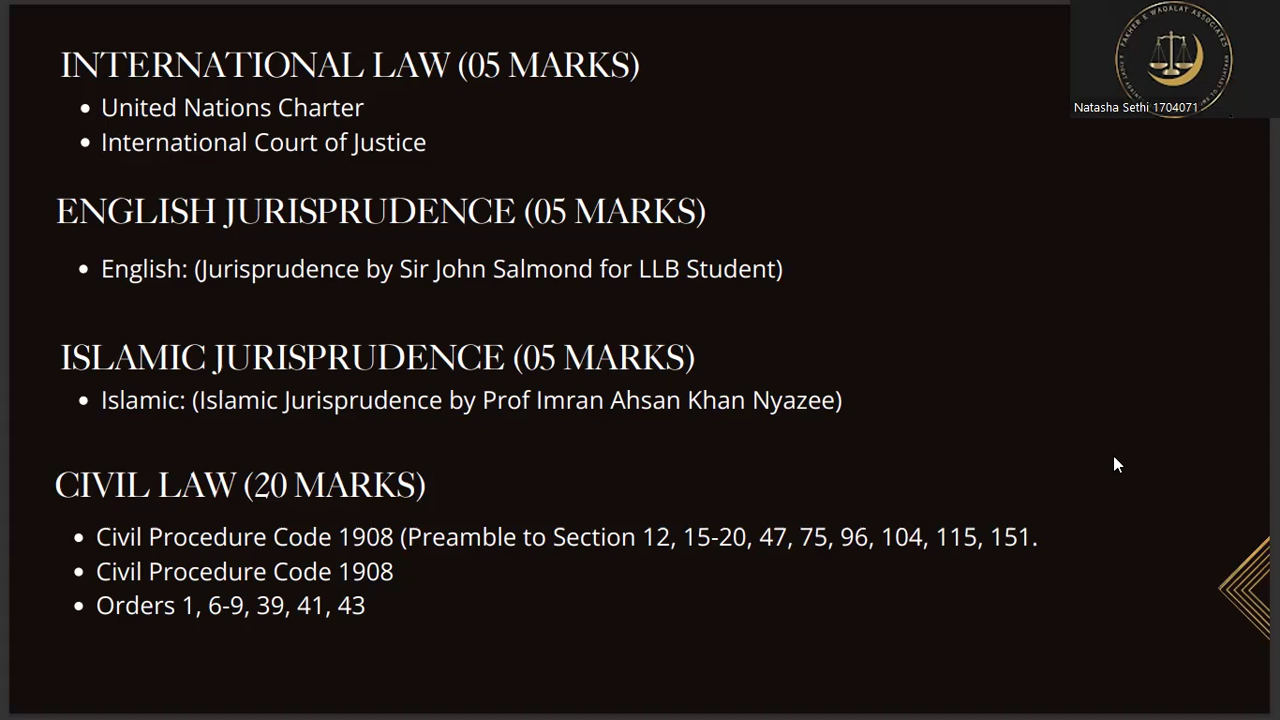 INTERNATIONAL LAW (05 MARKS)
• United Nations Charter
• International Court of Justice
ENGLISH JURISPRUDENCE (05 MARKS)
• English: (Jurisprudence by Sir John Salmond for LLB Student)
ISLAMIC JURISPRUDENCE (05 MARKS)
• Islamic: (Islamic Jurisprudence by Prof Imran Ahsan Khan Nyazee)
CIVIL LAW (20 MARKS)
• Civil Procedure Code 1908 (Preamble to Section 12, 15-20, 47, 75, 96, 104, 115, 151.
• Civil Procedure Code 1908
• Orders 1, 6-9, 39, 41, 43
FAKHR E WAQALAT ASSOCIATES
Natasha Sethi 1704071